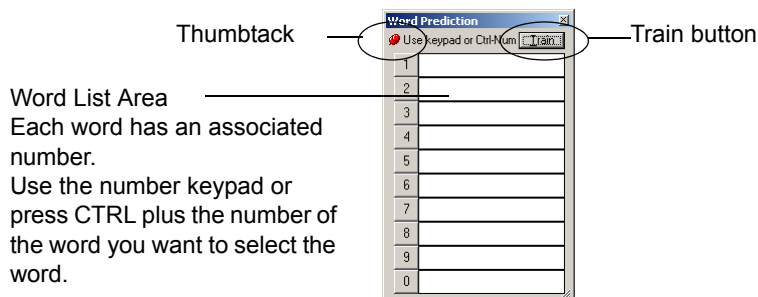 Thumbtack
Word Prediction
Use keypad or Ctrl-Num Train
Train button
Word List Area
Each word has an associated
number.
Use the number keypad or
press CTRL plus the number of
the word you want to select the
word.
1
2
3
4
5
6
7
8
9
0